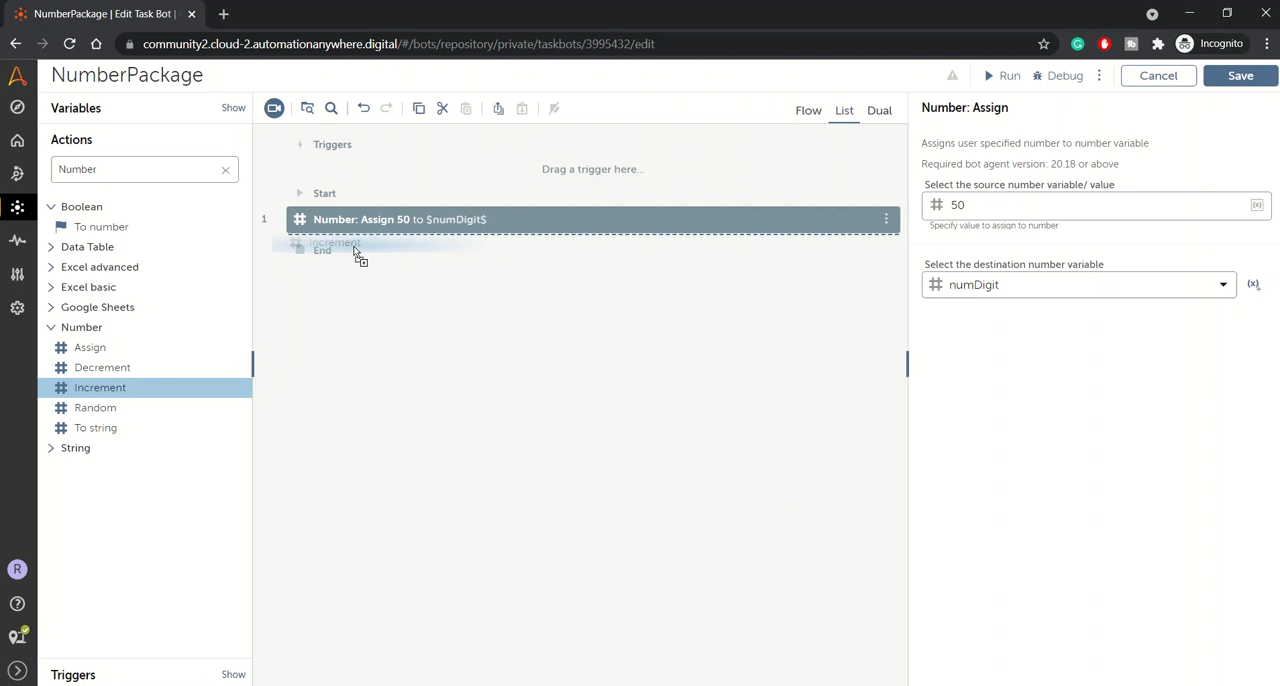 NumberPackage | Edit Task Bot |
community2.cloud-2.automationanywhere.digital/#/bots/repository/private/taskbots/3995432/edit
Incognito
NumberPackage
Run
Debug
Cancel
Save
Variables
Show
Actions
Number
Boolean
To number
Data Table
Excel advanced
Excel basic
Google Sheets
Number
Assign
Decrement
Increment
Random
To string
String
Triggers
Show
R
Flow
List
Dual
Triggers
Drag a trigger here...
Start
1
Number: Assign 50 to $numDigit$
Increment
End
Number: Assign
Assigns user specified number to number variable
Required bot agent version: 20.18 or above
Select the source number variable/ value
50
(x)
Specify value to assign to number
Select the destination number variable
numDigit
(x)+